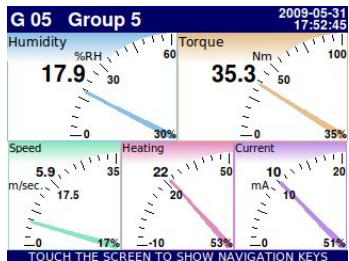 G 05 Group 5
2009-05-31
17:52:45
Humidity
%RH
17.9
60
30
0
30%
Torque
Nm
35.3
100
50
0
35%
Speed
5.9
m/sec
35
17.5
0
17%
Heating
22
50
20
-10
53%
Current
10
mA
20
10
0
51%
TOUCH THE SCREEN TO SHOW NAVIGATION KEYS